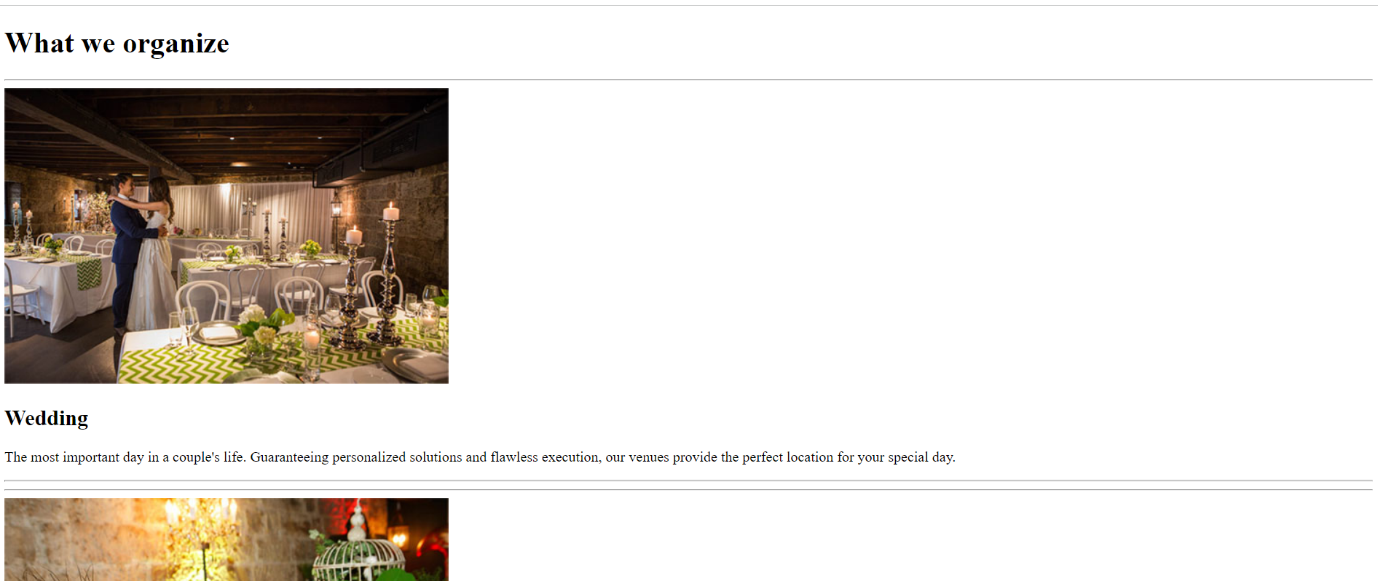 What we organize
Wedding
The most important day in a couple's life. Guaranteeing personalized solutions and flawless execution, our venues provide the perfect location for your special day.